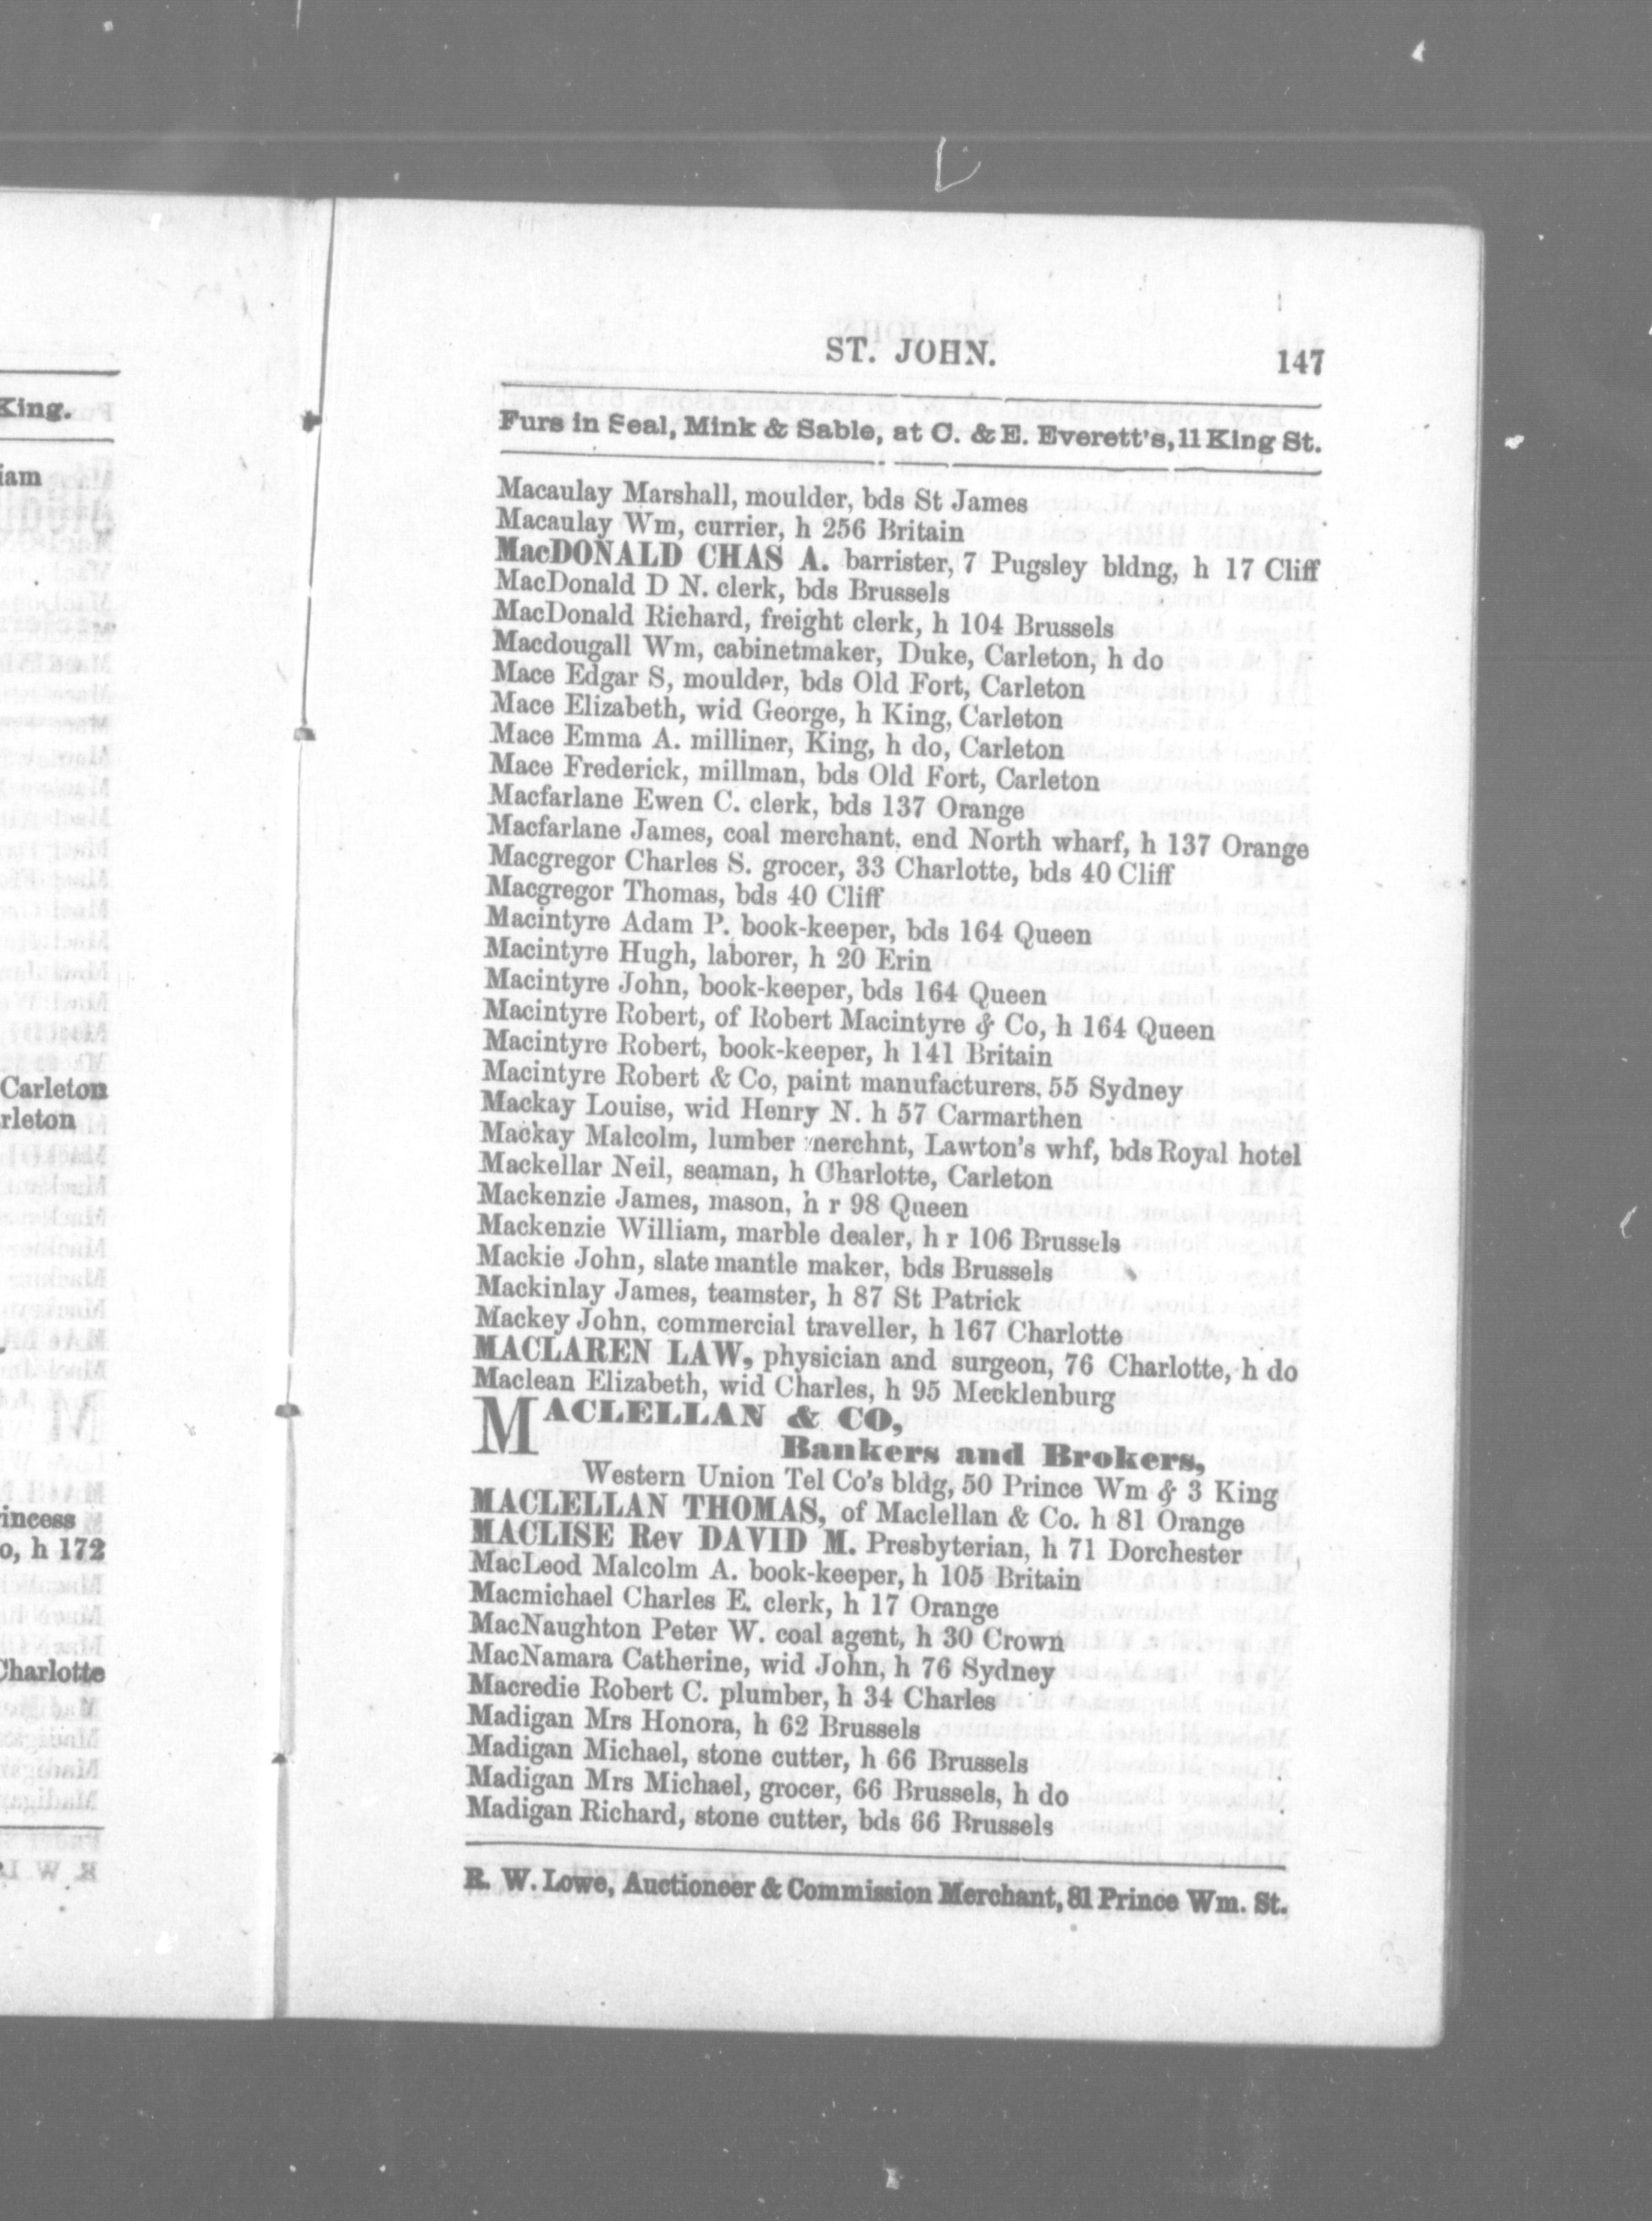 King.
iam
Carleton
rleton
incess
o, h 172
Charlotte
ST. JOHN.
147
Furs in Seal, Mink & Sable, at C. & E. Everett's, 11 King St.
Macaulay Marshall, moulder, bds St James
Macaulay Wm, currier, h 256 Britain
MacDONALD CHAS A. barrister, 7 Pugsley bldng, h 17 Cliff
MacDonald D N. clerk, bds Brussels
MacDonald Richard, freight clerk, h 104 Brussels
Macdougall Wm, cabinetmaker, Duke, Carleton, h do
Mace Edgar S, moulder, bds Old Fort, Carleton
Mace Elizabeth, wid George, h King, Carleton
Mace Emma A. milliner, King, h do, Carleton
Mace Frederick, millman, bds Old Fort, Carleton
Macfarlane Ewen C. clerk, bds 137 Orange
Macfarlane James, coal merchant, end North wharf, h 137 Orange
Macgregor Charles S. grocer, 33 Charlotte, bds 40 Cliff
Macgregor Thomas, bds 40 Cliff
Macintyre Adam P. book-keeper, bds 164 Queen
Macintyre Hugh, laborer, h 20 Erin
Macintyre John, book-keeper, bds 164 Queen
Macintyre Robert, of Robert Macintyre & Co, h 164 Queen
Macintyre Robert, book-keeper, h 141 Britain
Macintyre Robert & Co, paint manufacturers, 55 Sydney
Mackay Louise, wid Henry N. h 57 Carmarthen
Mackay Malcolm, lumber merchnt, Lawton's whf, bds Royal hotel
Mackellar Neil, seaman, h Charlotte, Carleton
Mackenzie James, mason, h r 98 Queen
Mackenzie William, marble dealer, h r 106 Brussels
Mackie John, slate mantle maker, bds Brussels
Mackinlay James, teamster, h 87 St Patrick
Mackey John, commercial traveller, h 167 Charlotte
MACLAREN LAW, physician and surgeon, 76 Charlotte, h do
Maclean Elizabeth, wid Charles, h 95 Mecklenburg
MACLELLAN & CO,
Bankers and Brokers,
Western Union Tel Co's bldg, 50 Prince Wm & 3 King
MACLELLAN THOMAS, of Maclellan & Co. h 81 Orange
MACLISE Rev DAVID M. Presbyterian, h 71 Dorchester
MacLeod Malcolm A. book-keeper, h 105 Britain
Macmichael Charles E. clerk, h 17 Orange
MacNaughton Peter W. coal agent, h 30 Crown
MacNamara Catherine, wid John, h 76 Sydney
Macredie Robert C. plumber, h 34 Charles
Madigan Mrs Honora, h 62 Brussels
Madigan Michael, stone cutter, h 66 Brussels
Madigan Mrs Michael, grocer, 66 Brussels, h do
Madigan Richard, stone cutter, bds 66 Brussels
R. W. Lowe, Auctioneer & Commission Merchant, 81 Prince Wm. St.